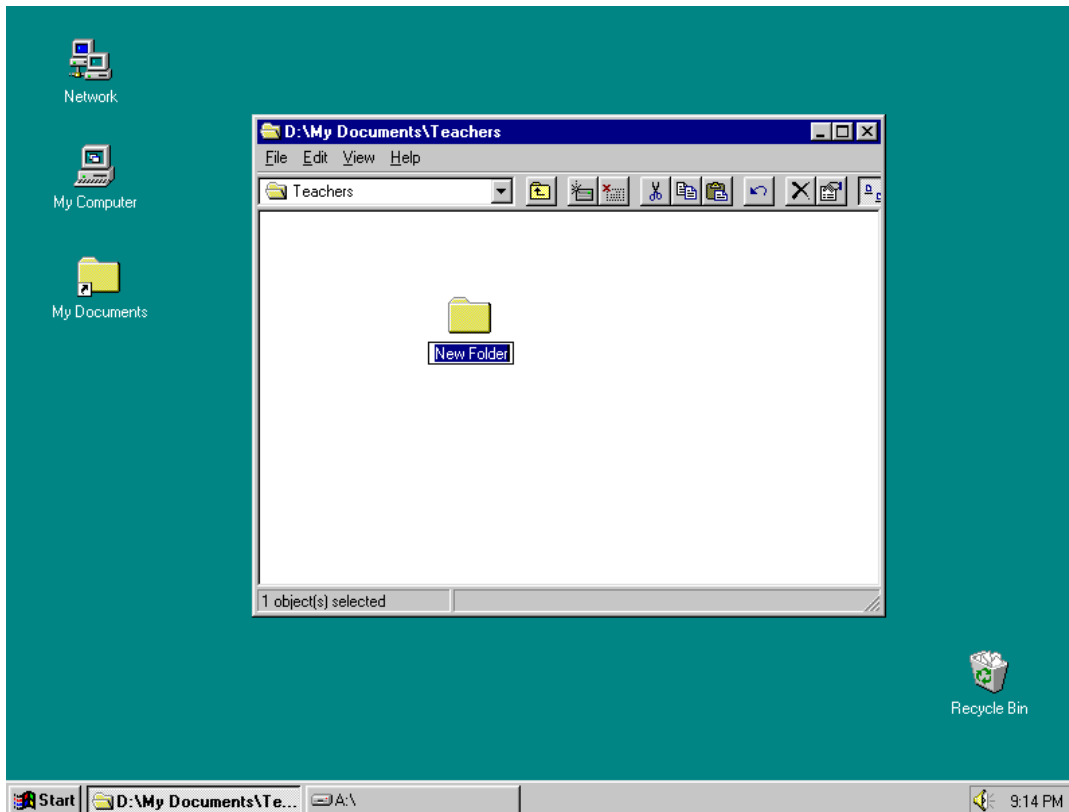 Network
My Computer
My Documents
D:\My Documents\Teachers
File Edit View Help
Teachers
New Folder
1 object(s) selected
Recycle Bin
Start D:\My Documents\Te... A:\ 9:14 PM